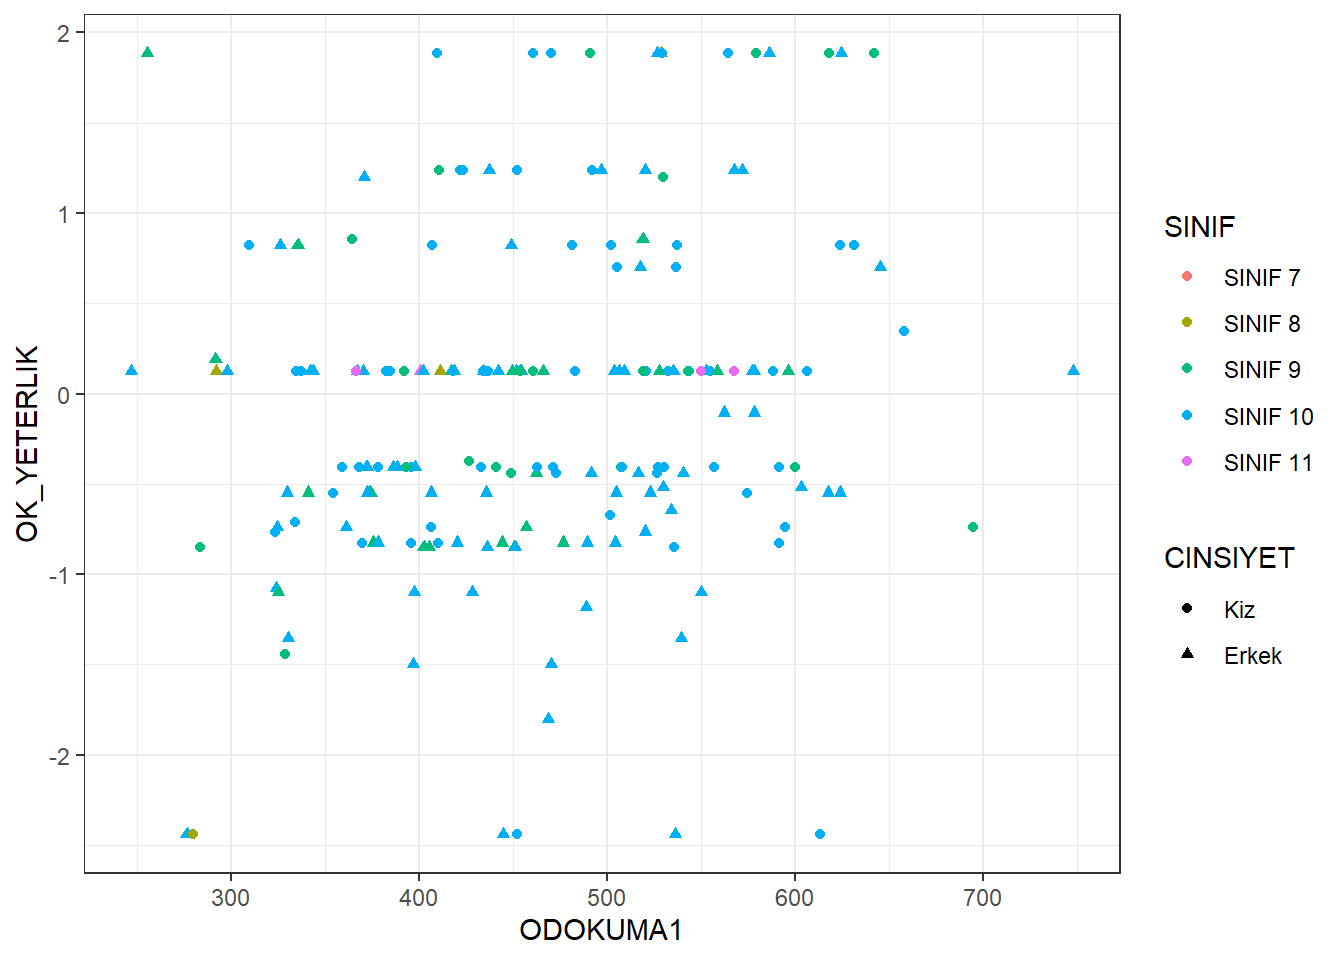 2
1
0
-1
-2
OK_YETERLIK
300 400 500 600 700
ODOKUMA1
SINIF
SINIF 7
SINIF 8
SINIF 9
SINIF 10
SINIF 11
CINSIYET
Kiz
Erkek